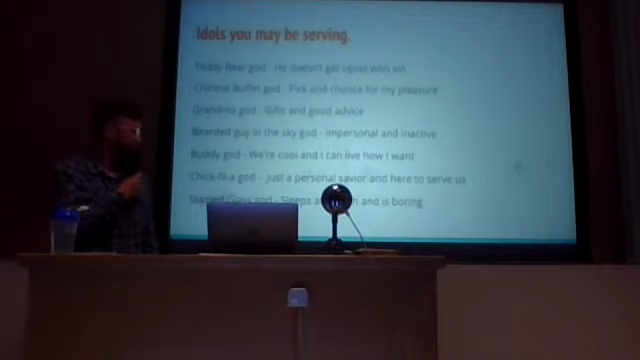 Idols you may be serving.
Teddy Bear god - He doesn't get upset with sin
Chinese Buffet god - Pick and choose for my pleasure
Grandma god - Gifts and good advice
Bearded guy in the sky god - Impersonal and inactive
Buddy god - We're cool and i can live how I want
Chick-fil-a god - Just a personal savior and here to serve us
Stained Glass god - Sleeps and is boring